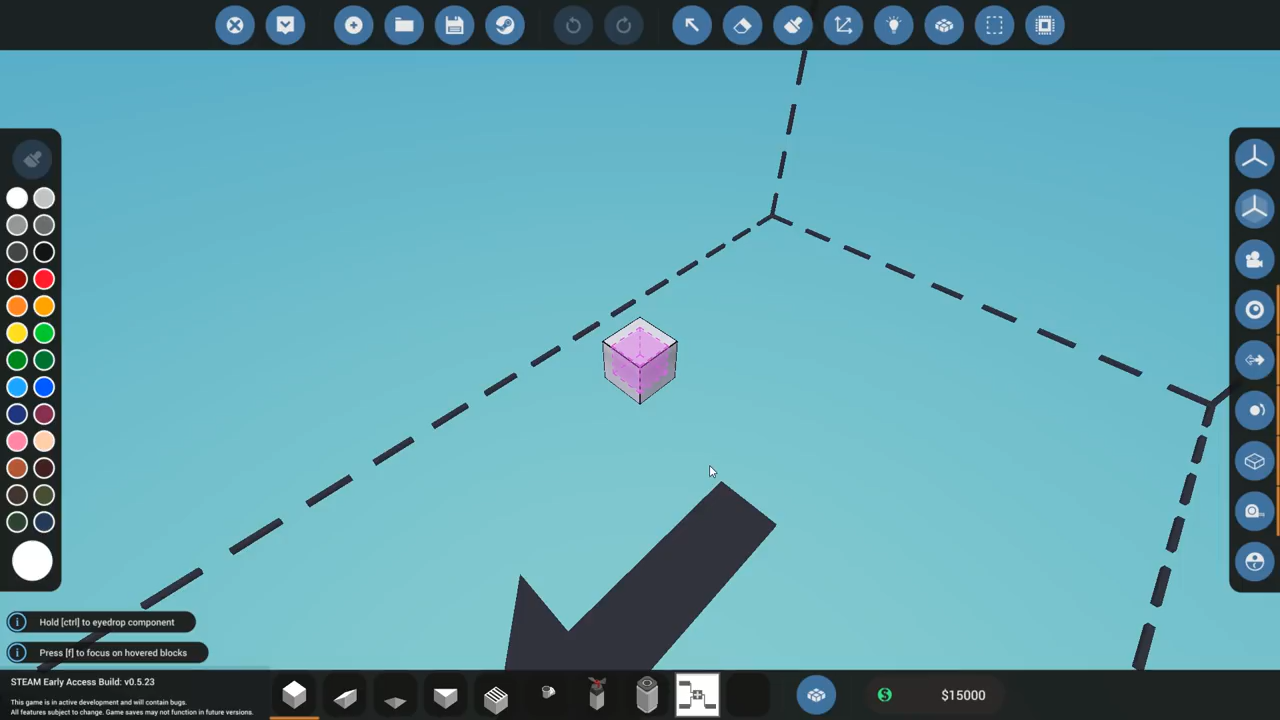 Hold [ctrl] to eyedrop component
Press [f] to focus on hovered blocks
STEAM Early Access Build: v0.5.23
This game is in active development and will contain bugs.
All features subject to change. Game saves may not function in future versions.
$ $15000